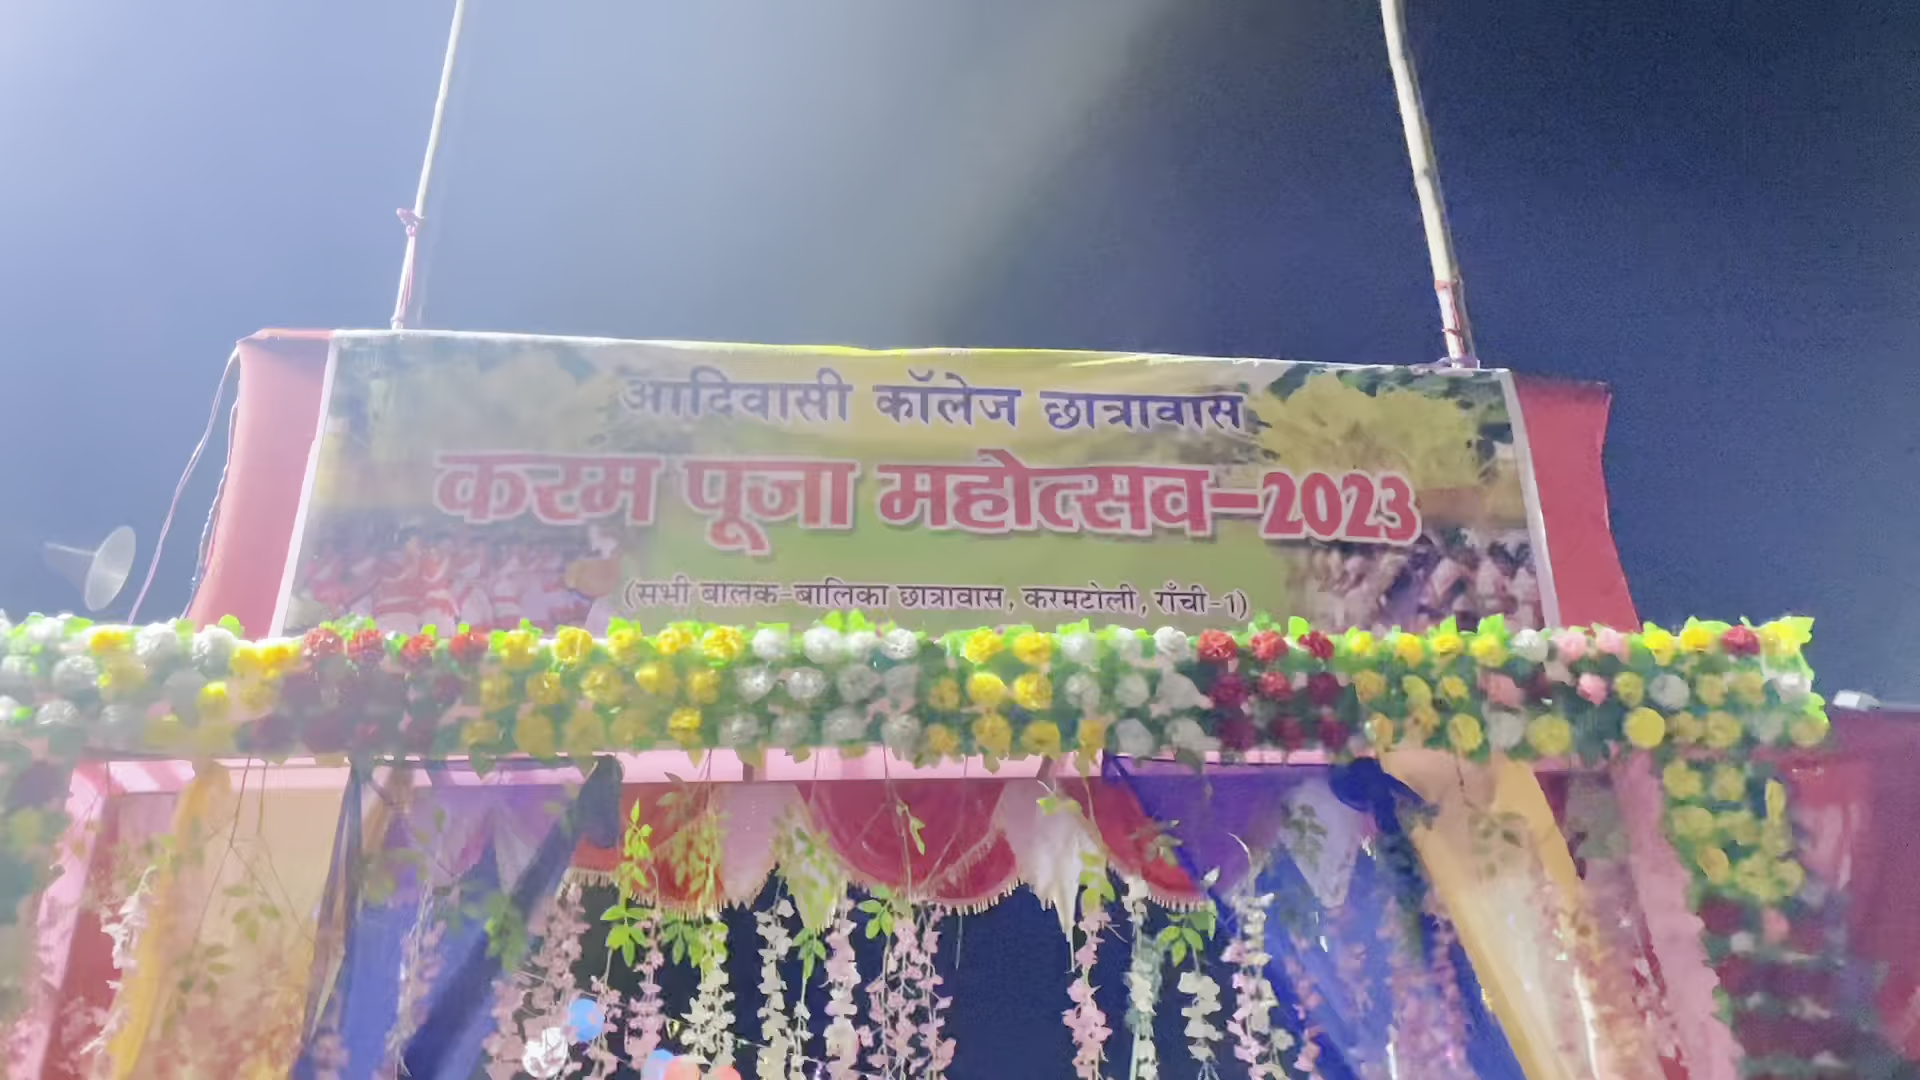 आदिवासी कॉलेज छात्रावास
करम पूजा महोत्सव-2023
(सभी बालक-बालिका छात्रावास, करमटोली, राँची-1)